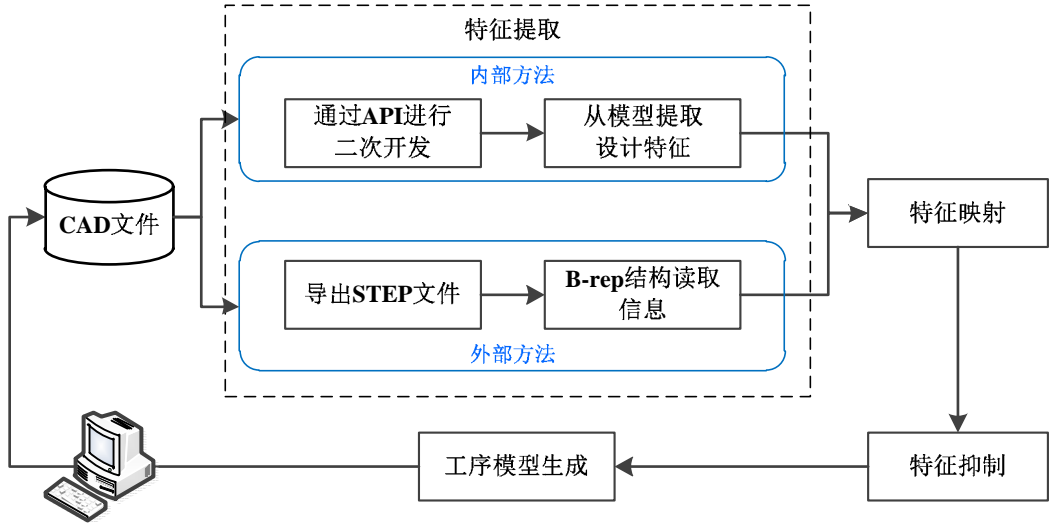 特征提取
内部方法
通过API进行
二次开发
从模型提取
设计特征
CAD文件
特征映射
导出STEP文件
B-rep结构读取
信息
外部方法
工序模型生成
特征抑制